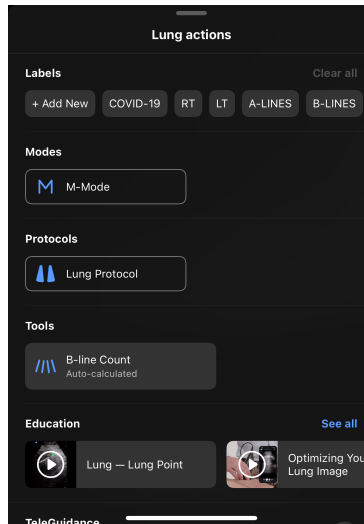 Lung actions
Labels Clear all
+ Add New COVID-19 RT LT A-LINES B-LINES
Modes
M-Mode
Protocols
Lung Protocol
Tools
B-line Count
Auto-calculated
Education See all
Lung — Lung Point
Optimizing You
Lung Image
TeleGuidance